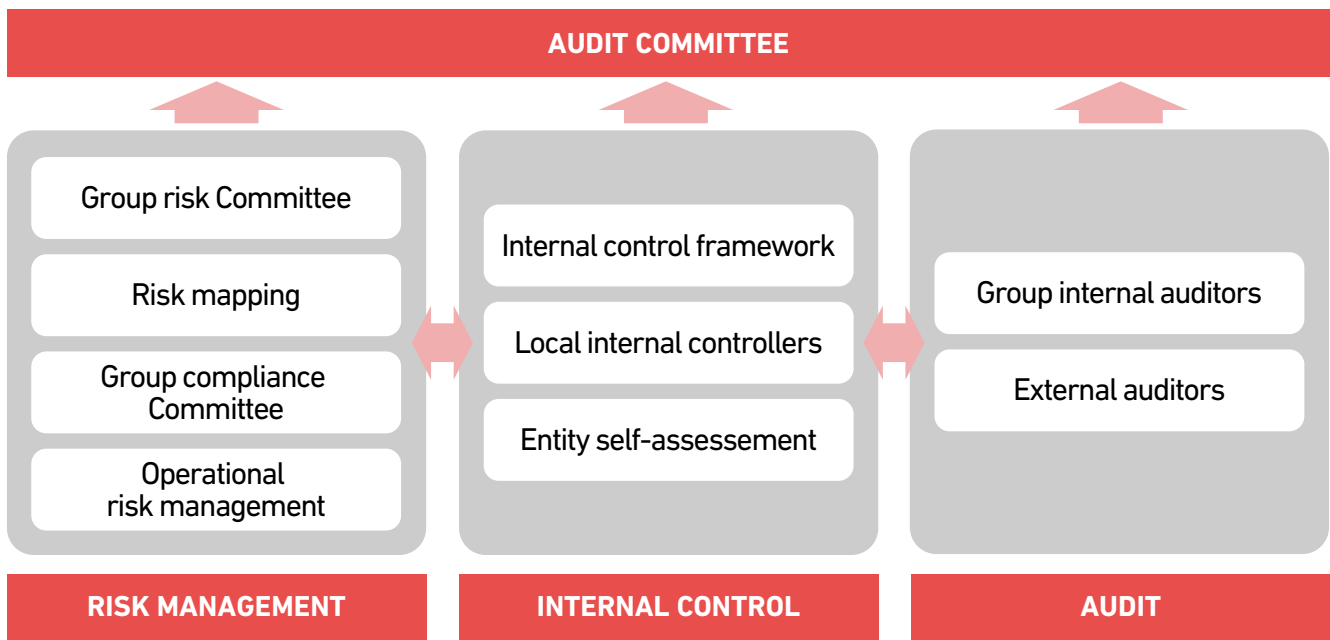 AUDIT COMMITTEE
Group risk Committee
Risk mapping
Group compliance
Committee
Operational
risk management
Internal control framework
Local internal controllers
Entity self-assessement
Group internal auditors
External auditors
RISK MANAGEMENT
INTERNAL CONTROL
AUDIT